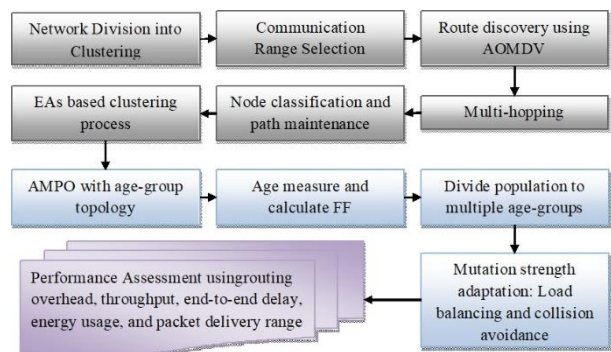 Network Division into
Clustering
Communication
Range Selection
Route discovery using
AOMDV
EAs based clustering
process
Node classification and
path maintenance
Multi-hopping
AMPO with age-group
topology
Age measure and
calculate FF
Divide population to
multiple age-groups
Performance Assessment usingrouting
overhead, throughput, end-to-end delay,
energy usage, and packet delivery range
Mutation strength
adaptation: Load
balancing and collision
avoidance